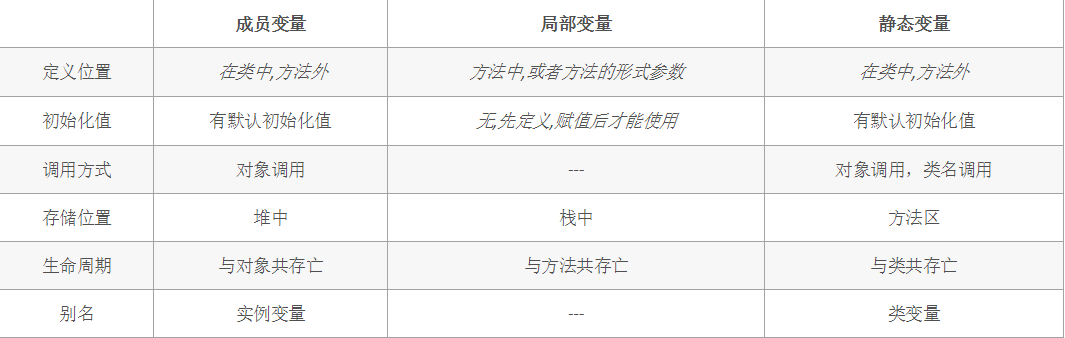 成员变量 局部变量 静态变量
定义位置 在类中,方法外 方法中,或者方法的形式参数 在类中,方法外
初始化值 有默认初始化值 无,先定义,赋值后才能使用 有默认初始化值
调用方式 对象调用 --- 对象调用，类名调用
存储位置 堆中 栈中 方法区
生命周期 与对象共存亡 与方法共存亡 与类共存亡
别名 实例变量 --- 类变量